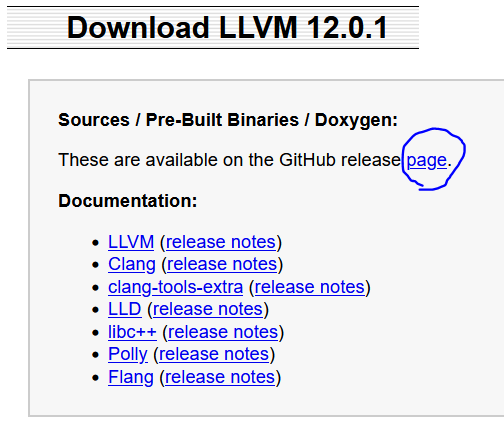 Download LLVM 12.0.1
Sources / Pre-Built Binaries / Doxygen:
These are available on the GitHub release page.
Documentation:
• LLVM (release notes)
• Clang (release notes)
• clang-tools-extra (release notes)
• LLD (release notes)
• libc++ (release notes)
• Polly (release notes)
• Flang (release notes)